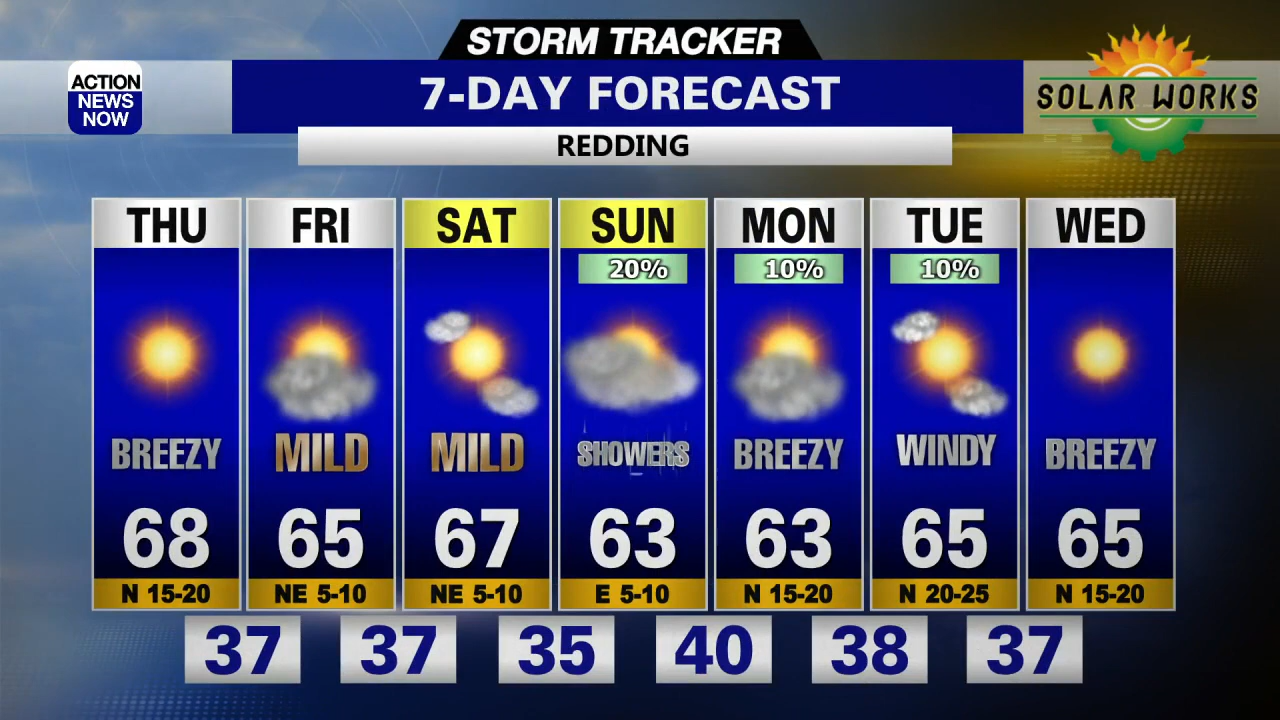 STORM TRACKER
ACTION
NEWS
NOW
7-DAY FORECAST
SOLAR WORKS
REDDING
THU FRI SAT SUN MON TUE WED
20% 10% 10%
BREEZY MILD MILD SHOWERS BREEZY WINDY BREEZY
68 65 67 63 63 65 65
N 15-20 NE 5-10 NE 5-10 E 5-10 N 15-20 N 20-25 N 15-20
37 37 35 40 38 37